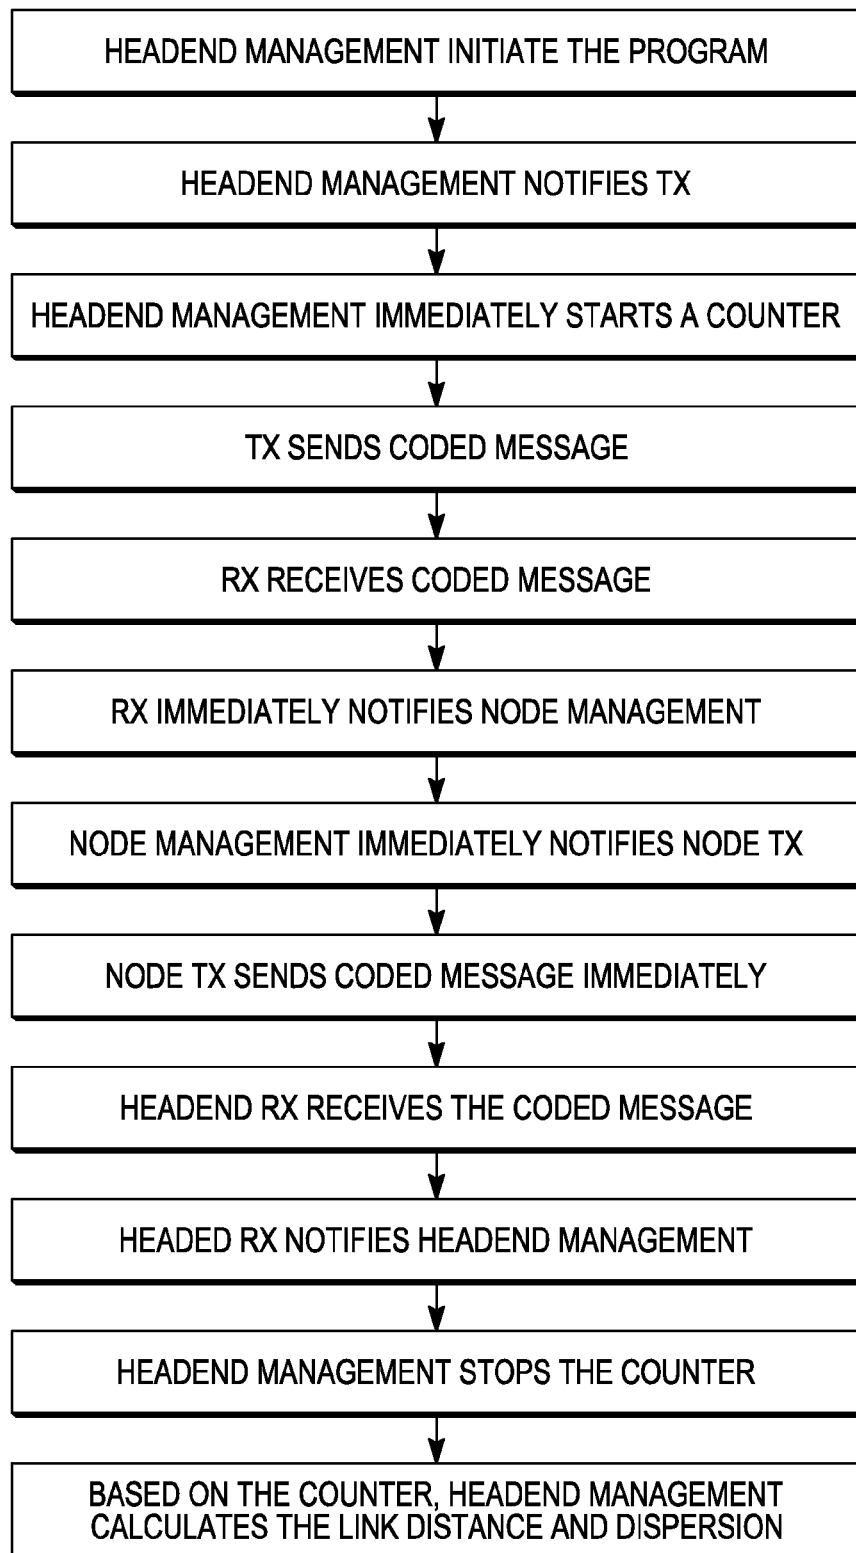 HEADEND MANAGEMENT INITIATE THE PROGRAM
HEADEND MANAGEMENT NOTIFIES TX
HEADEND MANAGEMENT IMMEDIATELY STARTS A COUNTER
TX SENDS CODED MESSAGE
RX RECEIVES CODED MESSAGE
RX IMMEDIATELY NOTIFIES NODE MANAGEMENT
NODE MANAGEMENT IMMEDIATELY NOTIFIES NODE TX
NODE TX SENDS CODED MESSAGE IMMEDIATELY
HEADEND RX RECEIVES THE CODED MESSAGE
HEADED RX NOTIFIES HEADEND MANAGEMENT
HEADEND MANAGEMENT STOPS THE COUNTER
BASED ON THE COUNTER, HEADEND MANAGEMENT
CALCULATES THE LINK DISTANCE AND DISPERSION